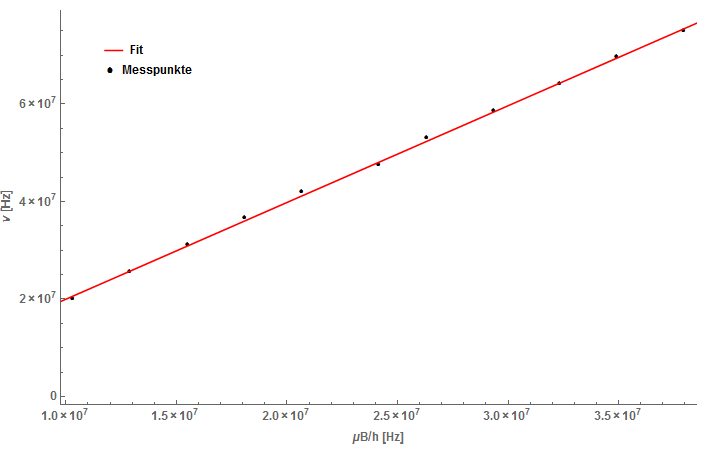 Fit
Messpunkte
6×10⁷
4×10⁷
2×10⁷
0
ν [Hz]
1.0×10⁷ 1.5×10⁷ 2.0×10⁷ 2.5×10⁷ 3.0×10⁷ 3.5×10⁷
μB/h [Hz]